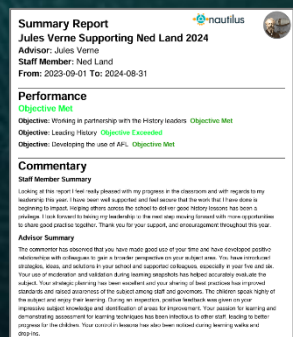 Summary Report
nautilus
Jules Verne Supporting Ned Land 2024
Advisor: Jules Verne
Staff Member: Ned Land
From: 2023-09-01 To: 2024-08-31
Performance
Objective Met
Objective: Working in partnership with the History leaders Objective Met
Objective: Leading History Objective Exceeded
Objective: Developing the use of AFL Objective Met
Commentary
Staff Member Summary
Looking at this report I feel really pleased with my progress in the classroom and with regards to my
leadership this year. I have been well supported and feel secure that the work that I have done is
beginning to impact. Helping others across the school to deliver good history lessons has been a
privilege. I look forward to taking my leadership to the next step moving forward with more opportunities
to share good practise together. Thank you for your support, and encouragement throughout this year.
Advisor Summary
The commentator has observed that you have made good use of your time and have developed positive
relationships with colleagues to gain a broader perspective on your subject area. You have introduced
strategies, ideas, and solutions in your school and supported colleagues, especially in year five and six.
Your use of moderation and validation during learning snapshots has helped accurately evaluate the
subject. Your strategic planning has been excellent and your sharing of best practices has improved
standards and raised awareness of the subject among staff and governors. The children speak highly of
the subject and enjoy their learning. During an inspection, positive feedback was given on your
impressive subject knowledge and identification of areas for improvement. Your passion for learning and
demonstrating assessment for learning techniques has been infectious to other staff, leading to better
progress for the children. Your control in lessons has also been noticed during learning walks and
drop-ins.